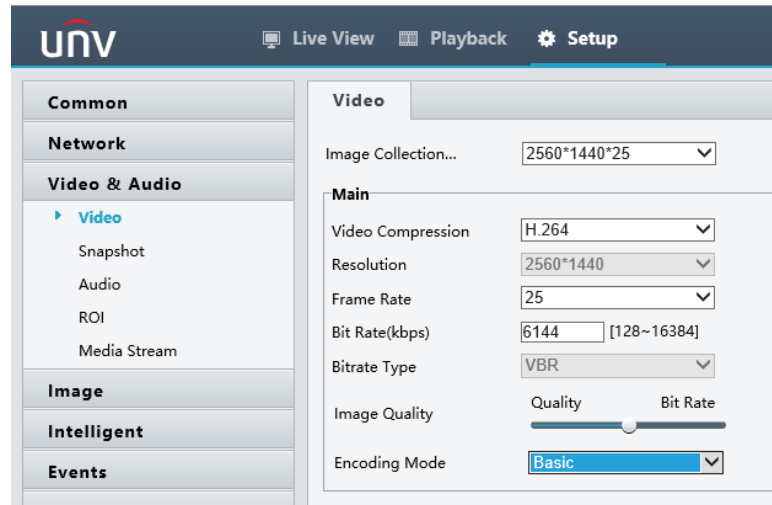 unv Live View Playback Setup
Common
Network
Video & Audio
Video
Snapshot
Audio
ROI
Media Stream
Image
Intelligent
Events
Video
Image Collection... 2560*1440*25
Main
Video Compression H.264
Resolution 2560*1440
Frame Rate 25
Bit Rate(kbps) 6144 [128~16384]
Bitrate Type VBR
Image Quality Quality Bit Rate
Encoding Mode Basic